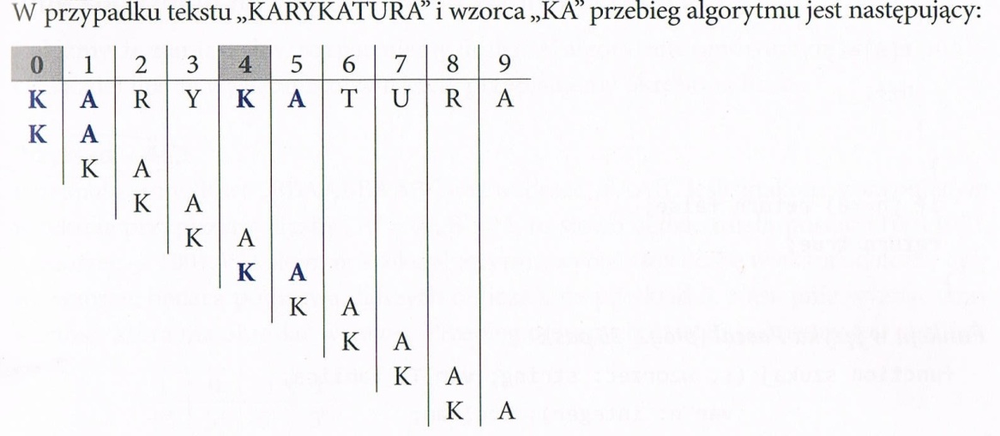 W przypadku tekstu „KARYKATURA” i wzorca „KA” przebieg algorytmu jest następujący:
0 1 2 3 4 5 6 7 8 9
K A R Y K A T U R A
K A
K A
K A
K A
K A
K A
K A
K A
K A